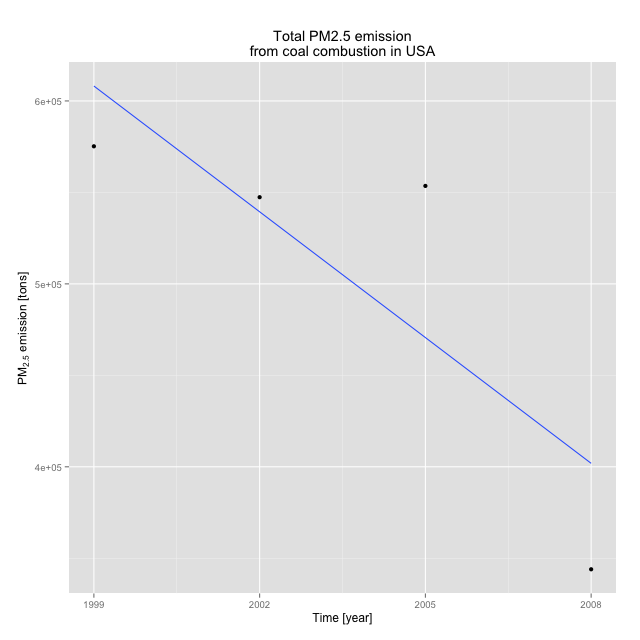 Total PM2.5 emission
from coal combustion in USA
6e+05
5e+05
4e+05
PM2.5 emission [tons]
1999
2002
2005
2008
Time [year]